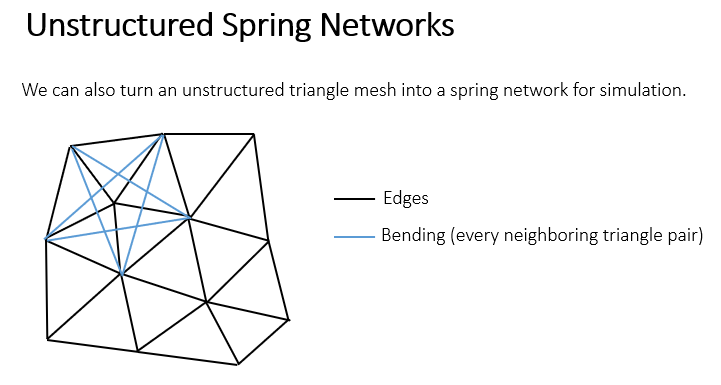 Unstructured Spring Networks
We can also turn an unstructured triangle mesh into a spring network for simulation.
Edges
Bending (every neighboring triangle pair)